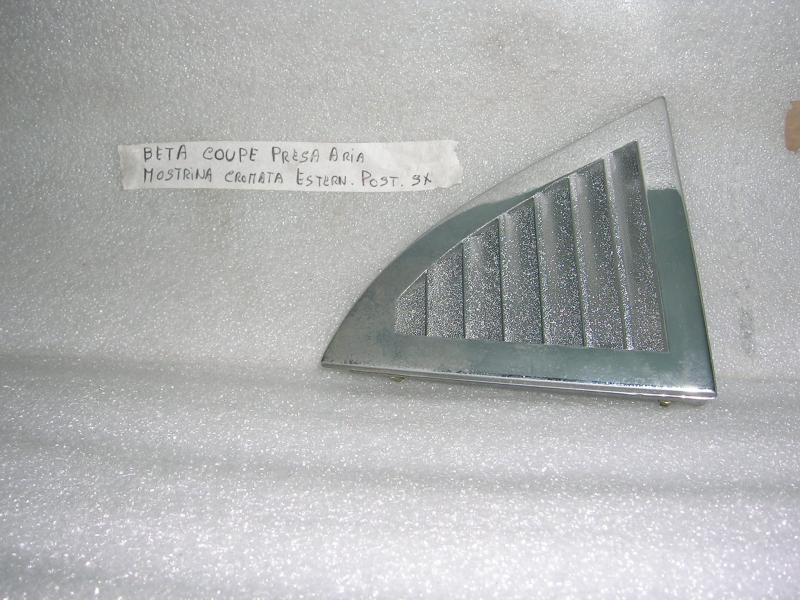 BETA COUPE PRESA ARIA
MOSTRINA CROMATA ESTERN. POST. SX